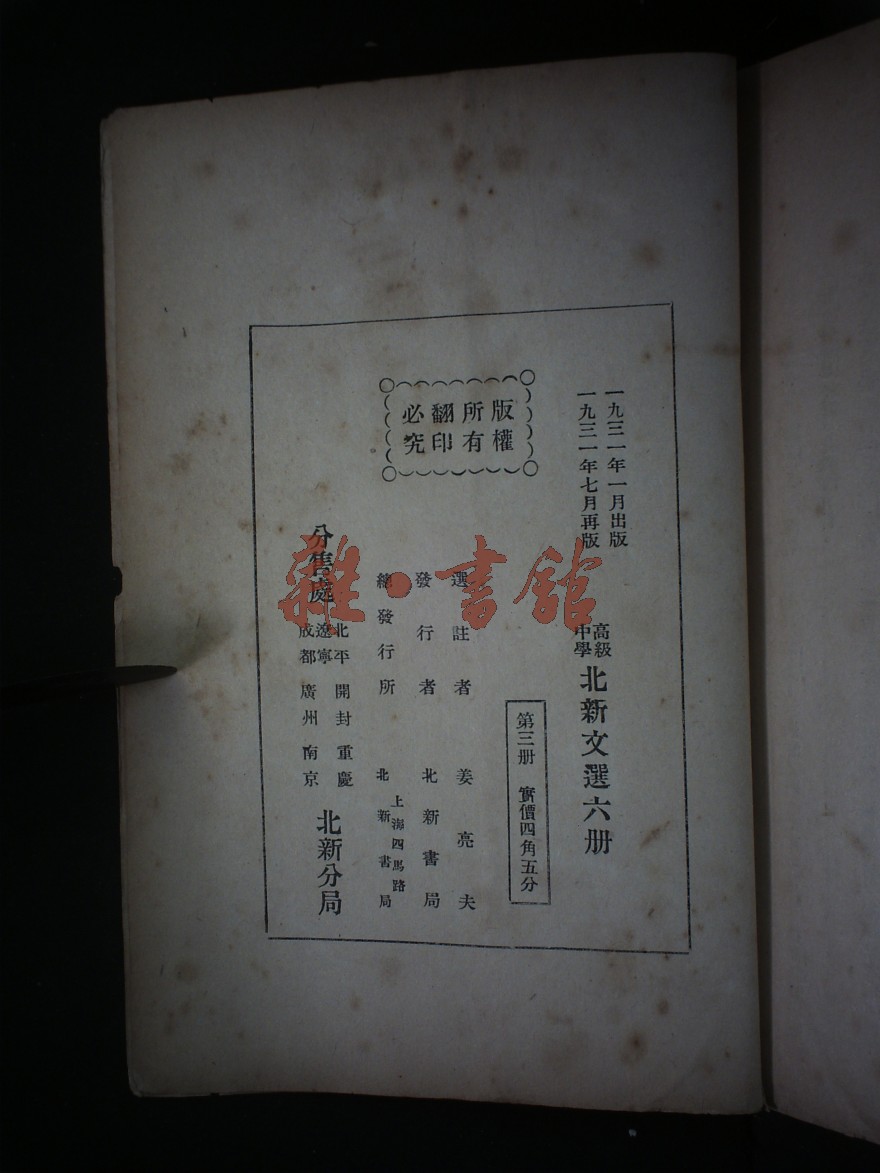 一九三一年一月出版
一九三一年七月再版
高級
中學
北新文選六册
第三册 實價四角五分
版權
所有
翻印
必究
選註者 姜亮夫
發行者 北新書局
總發行所
上海四馬路
北新書局
分售處
北平 開封 重慶
遼寧
成都 廣州 南京
北新分局
雜·書館